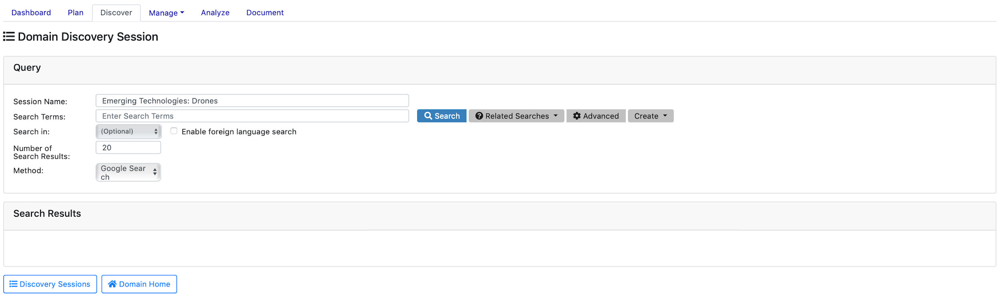 Dashboard Plan Discover Manage Analyze Document
Domain Discovery Session
Query
Session Name: Emerging Technologies: Drones
Search Terms: Enter Search Terms Search Related Searches Advanced Create
Search in: (Optional) Enable foreign language search
Number of 20
Search Results:
Method: Google Sear
ch
Search Results
Discovery Sessions Domain Home